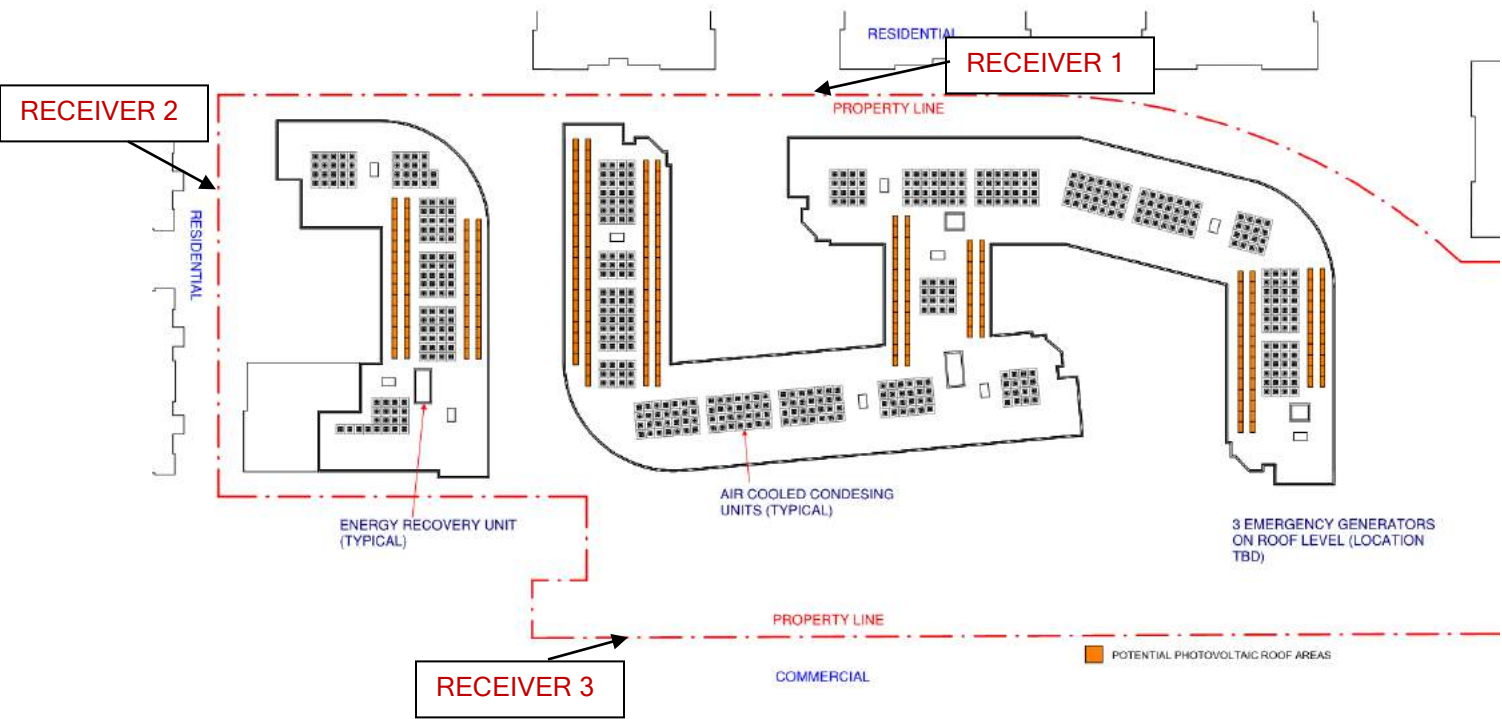 RESIDENTIAL
RECEIVER 1
RECEIVER 2
PROPERTY LINE
RESIDENTIAL
AIR COOLED CONDESING
UNITS (TYPICAL)
ENERGY RECOVERY UNIT
(TYPICAL)
3 EMERGENCY GENERATORS
ON ROOF LEVEL (LOCATION
TBD)
PROPERTY LINE
POTENTIAL PHOTOVOLTAIC ROOF AREAS
COMMERCIAL
RECEIVER 3